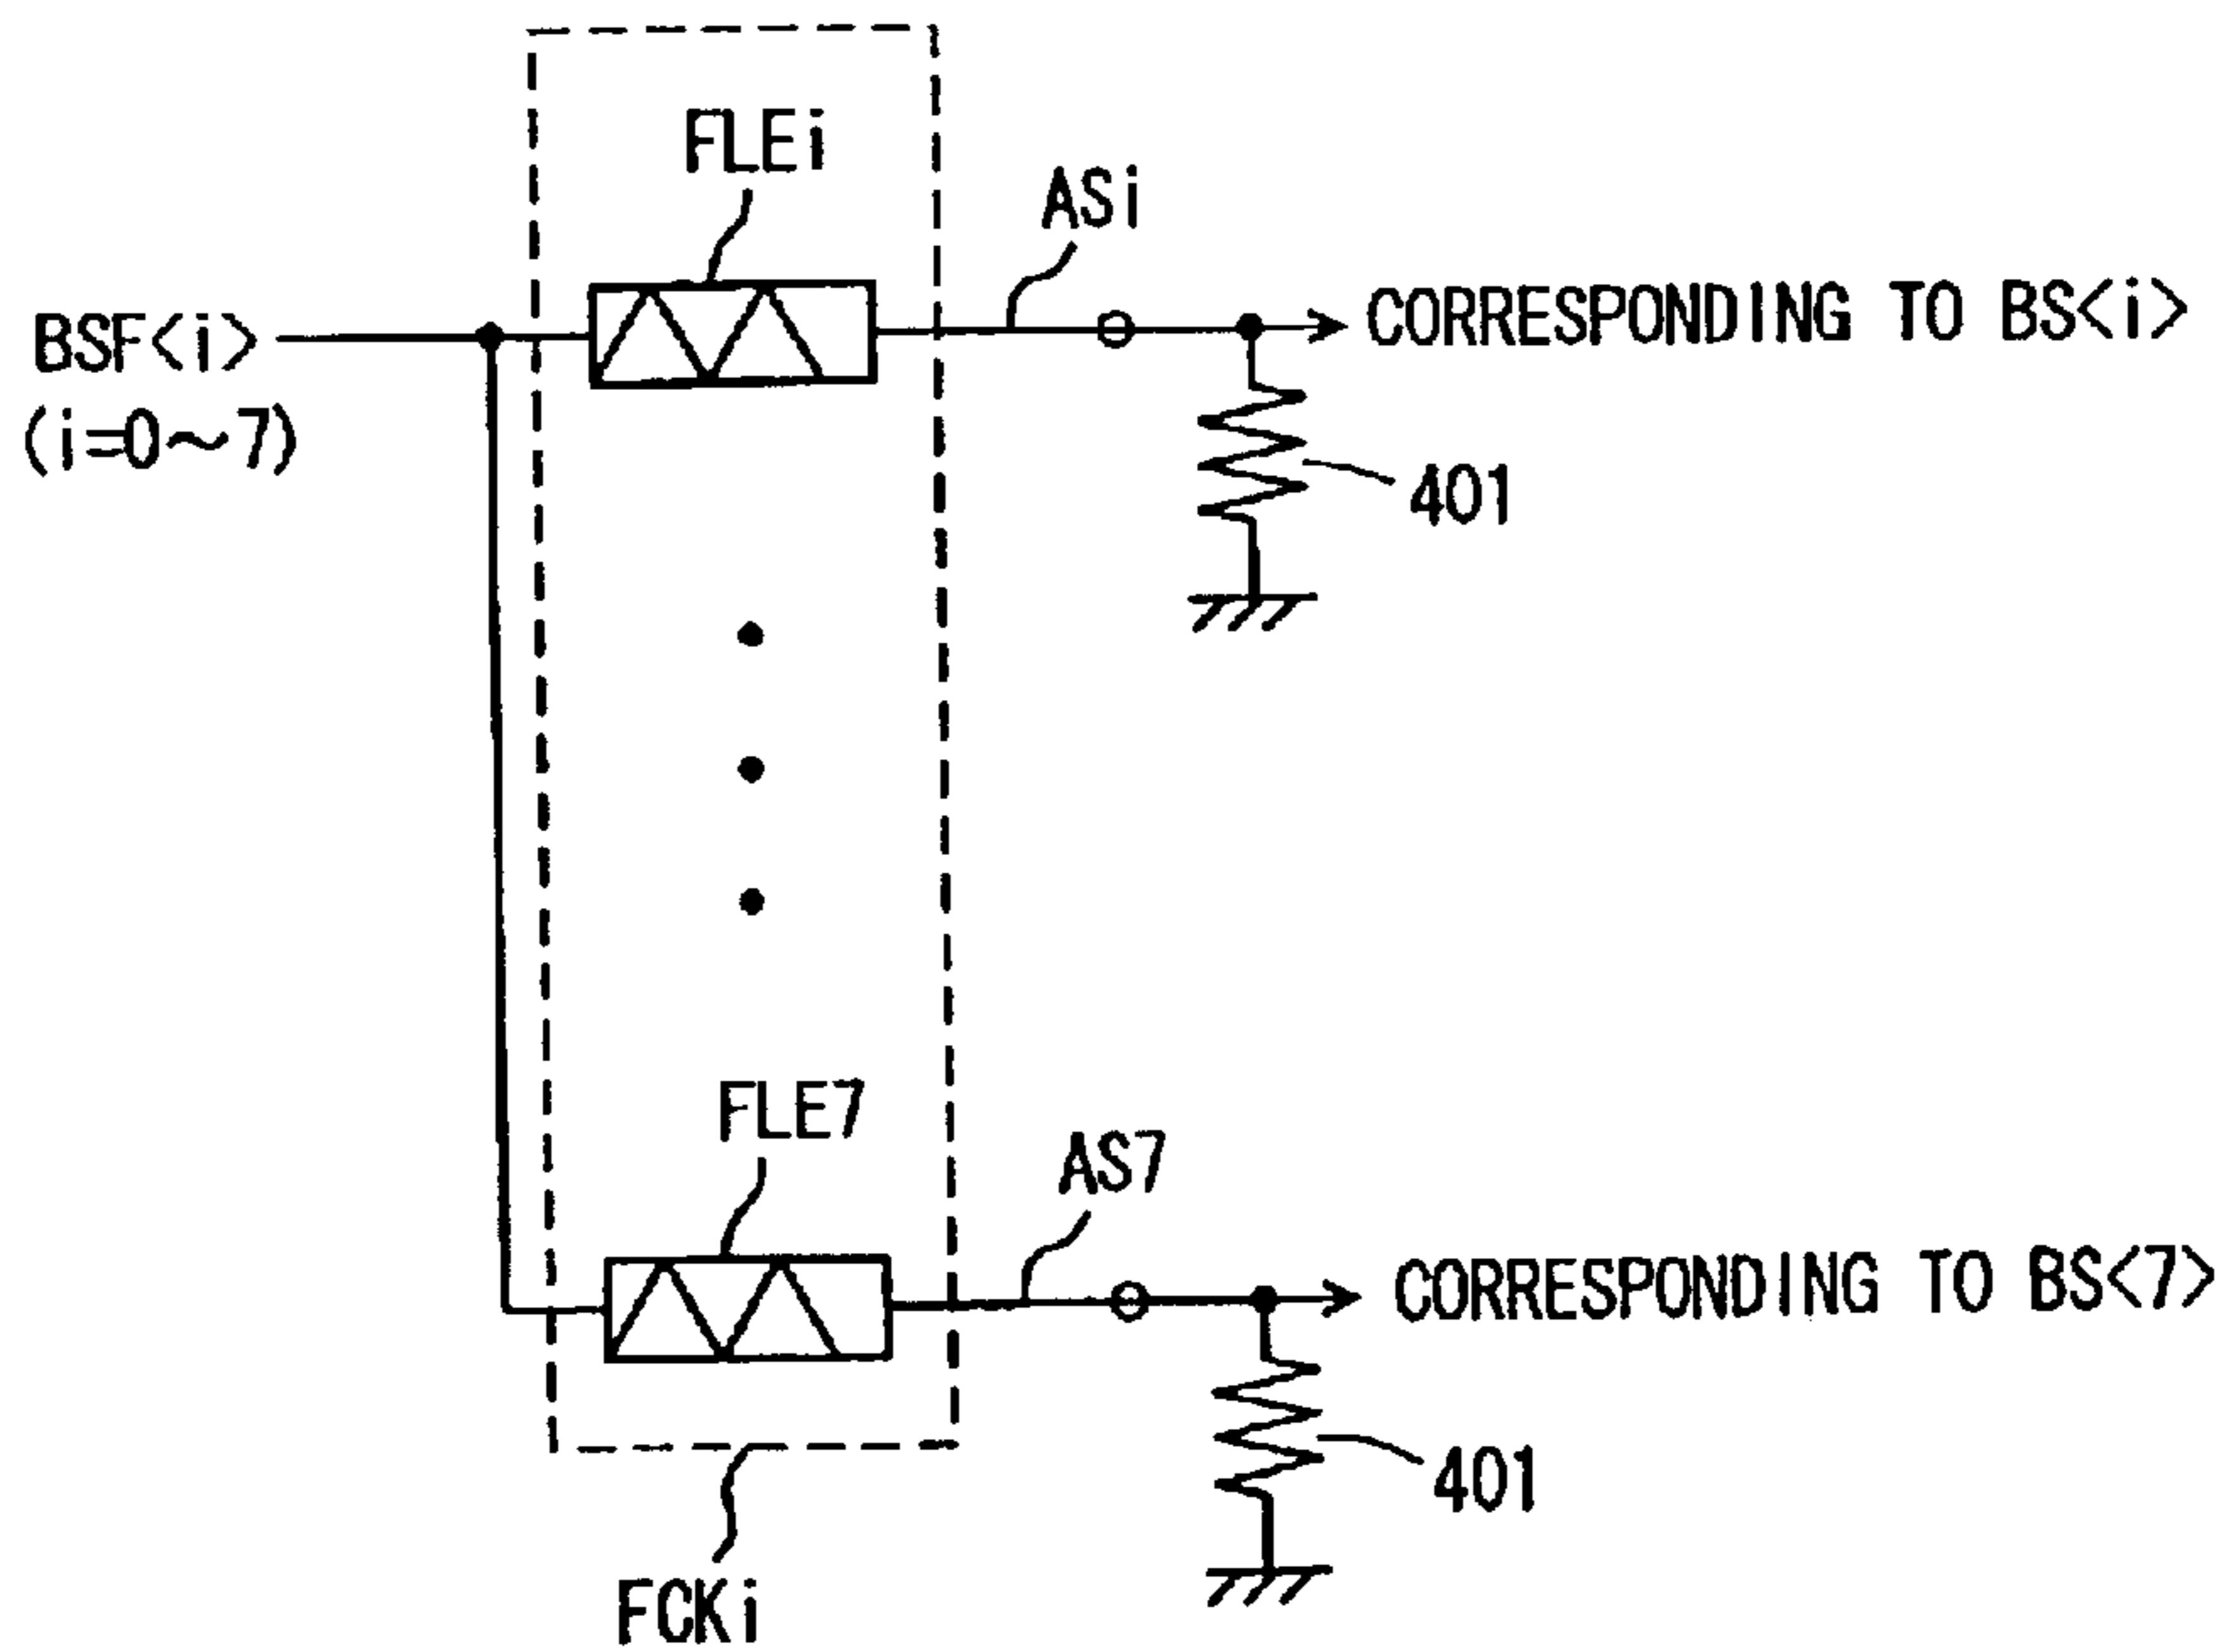 FLEi
ASi
BSF<i>
(i=0~7)
CORRESPONDING TO BS<i>
401
FLE7
AS7
CORRESPONDING TO BS<7>
401
FCKi